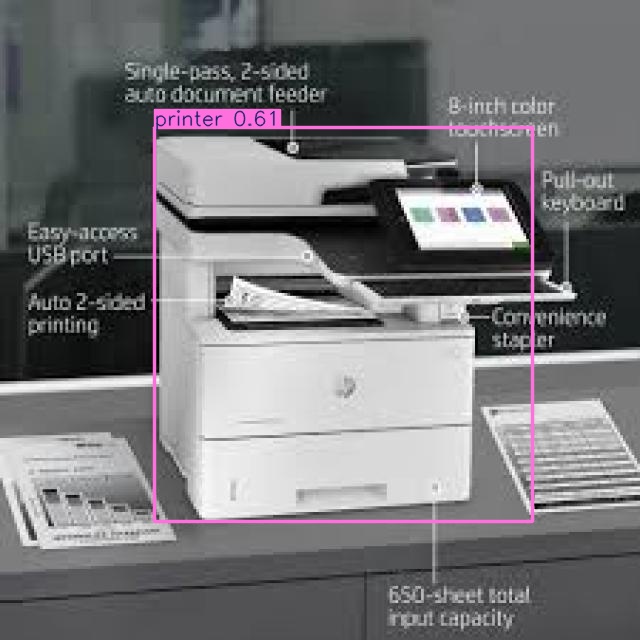 Single-pass, 2-sided
auto document feeder
printer 0.61
8-inch color
touchscreen
Pull-out
keyboard
Easy-access
USB port
Auto 2-sided
printing
Convenience
stapler
hp
650-sheet total
input capacity